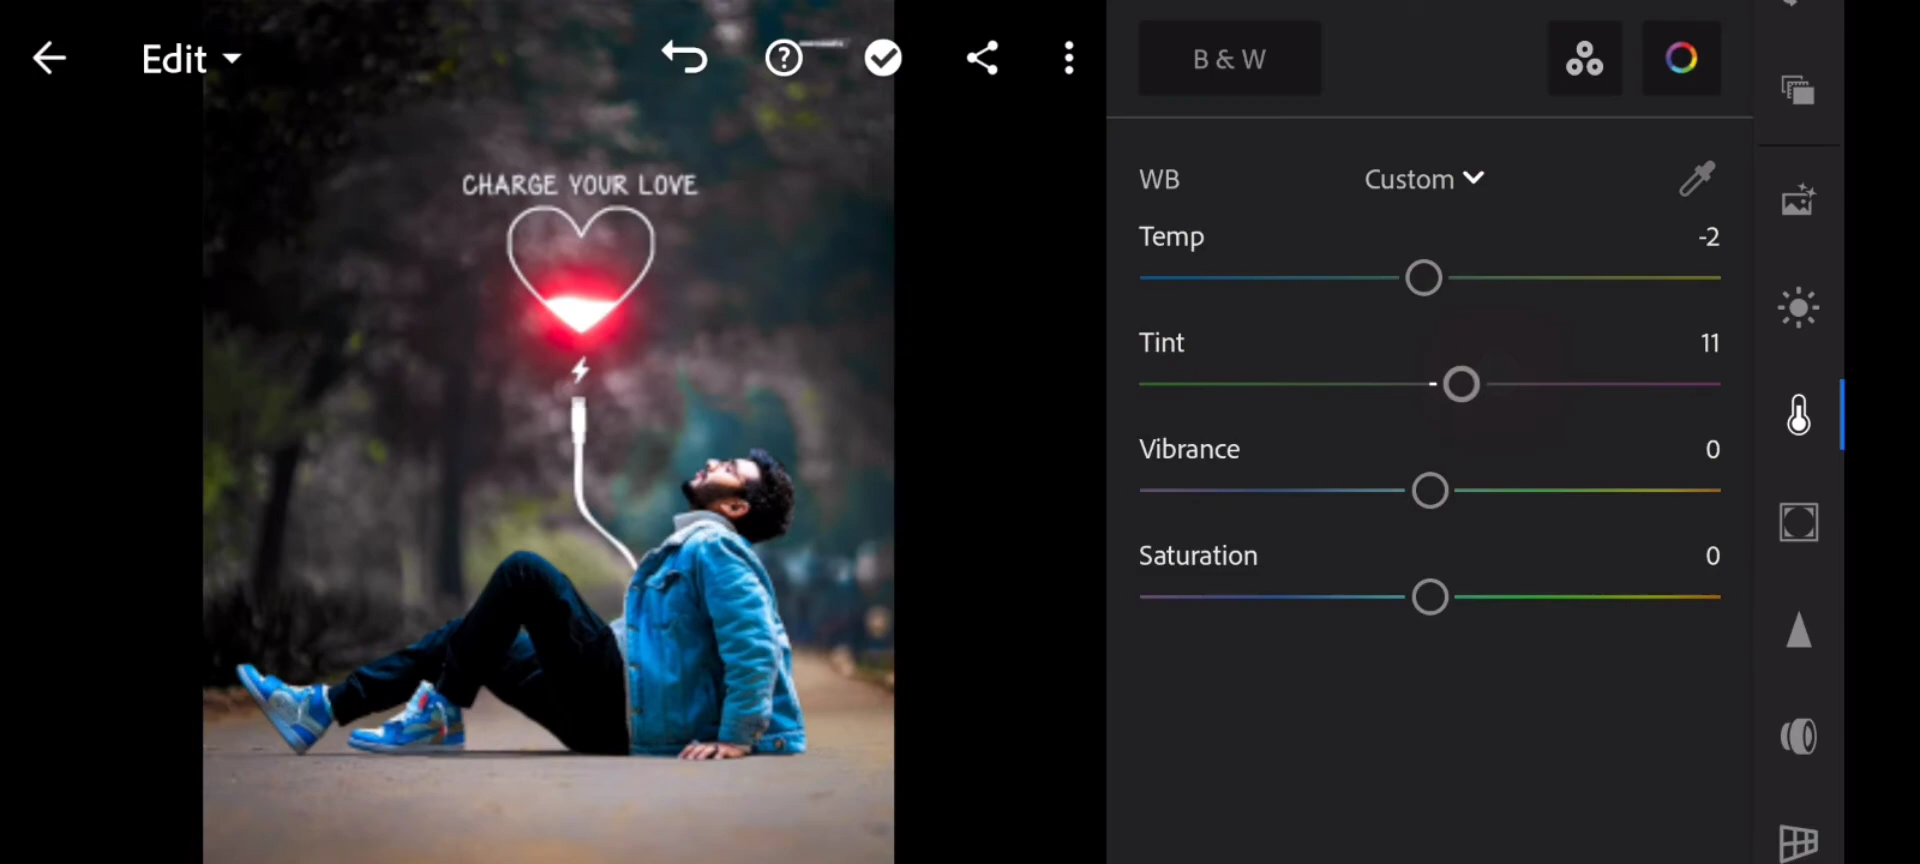 Edit
B & W
CHARGE YOUR LOVE
WB Custom
Temp -2
Tint 11
Vibrance 0
Saturation 0